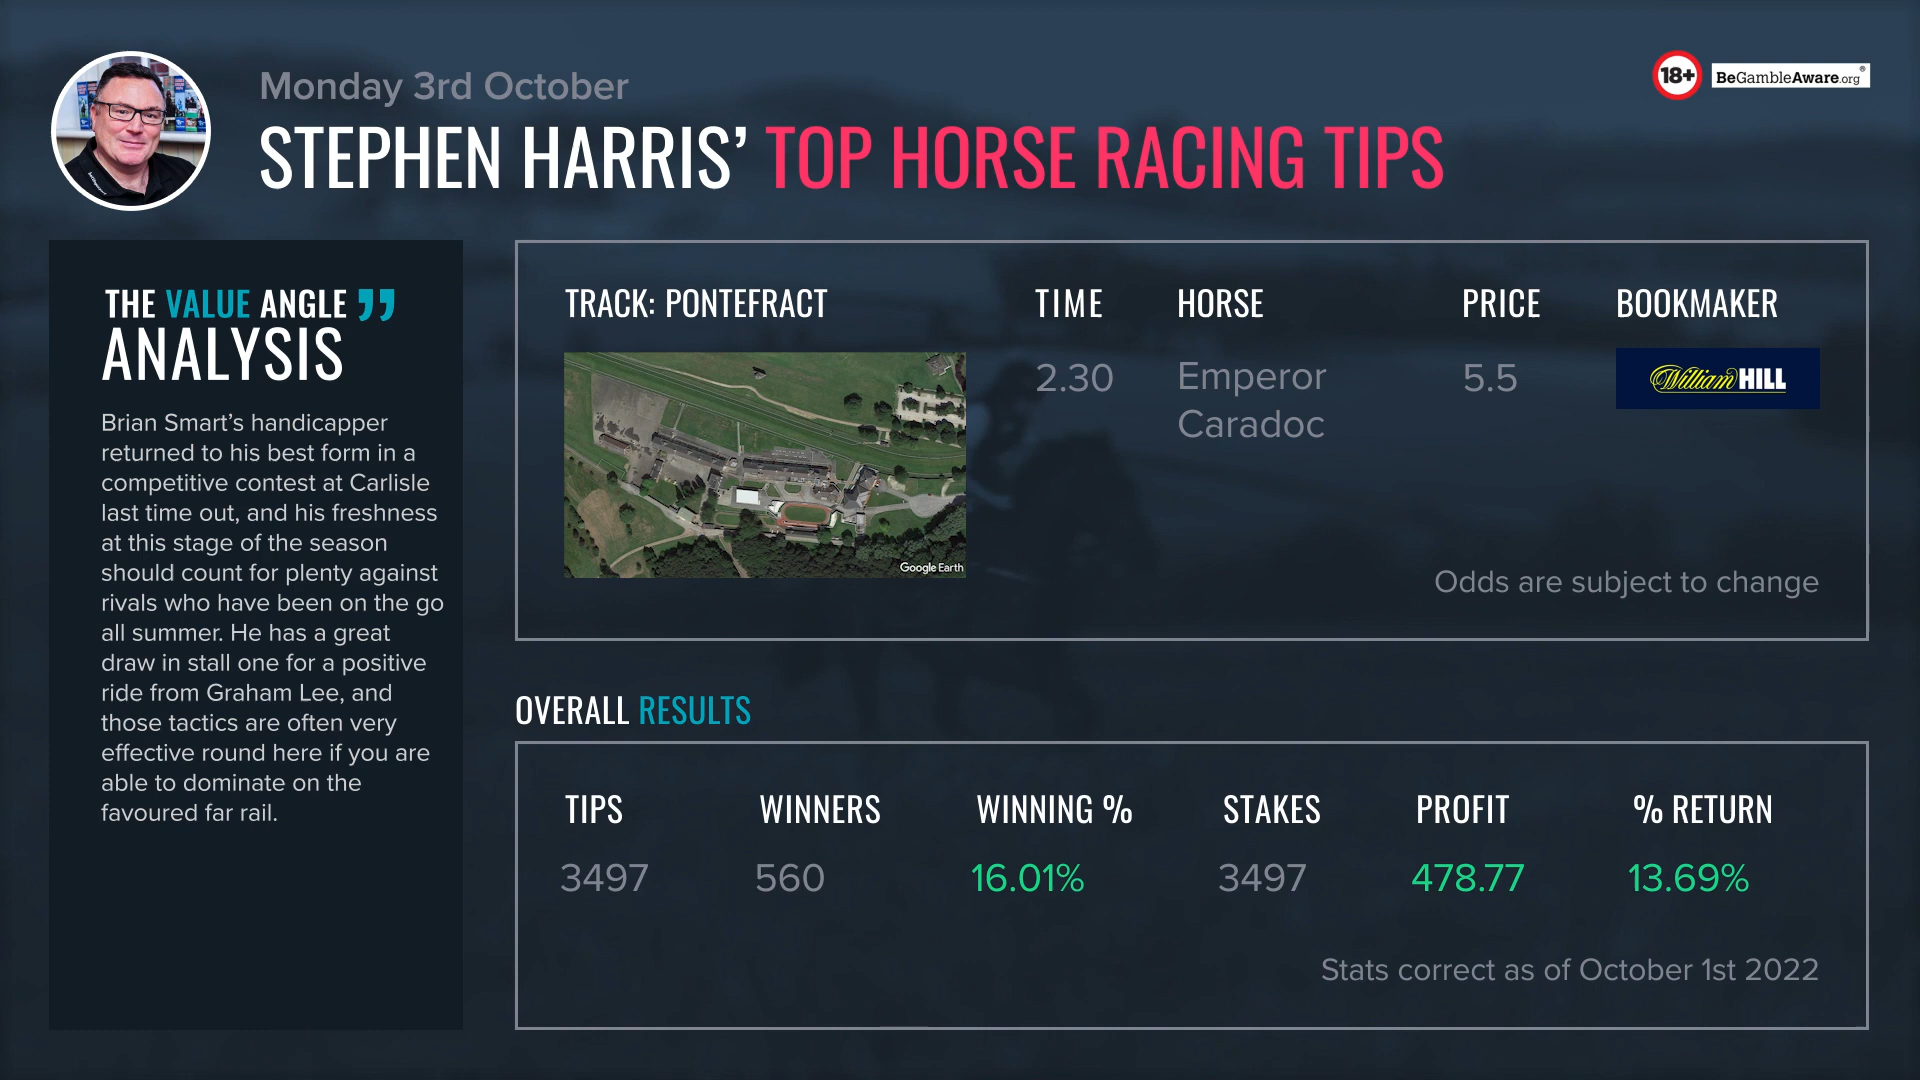 Monday 3rd October
STEPHEN HARRIS’ TOP HORSE RACING TIPS
18+
BeGambleAware.org®
THE VALUE ANGLE ”
ANALYSIS
Brian Smart’s handicapper
returned to his best form in a
competitive contest at Carlisle
last time out, and his freshness
at this stage of the season
should count for plenty against
rivals who have been on the go
all summer. He has a great
draw in stall one for a positive
ride from Graham Lee, and
those tactics are often very
effective round here if you are
able to dominate on the
favoured far rail.
TRACK: PONTEFRACT TIME HORSE PRICE BOOKMAKER
2.30 Emperor 5.5 William HILL
Caradoc
Google Earth
Odds are subject to change
OVERALL RESULTS
TIPS WINNERS WINNING % STAKES PROFIT % RETURN
3497 560 16.01% 3497 478.77 13.69%
Stats correct as of October 1st 2022